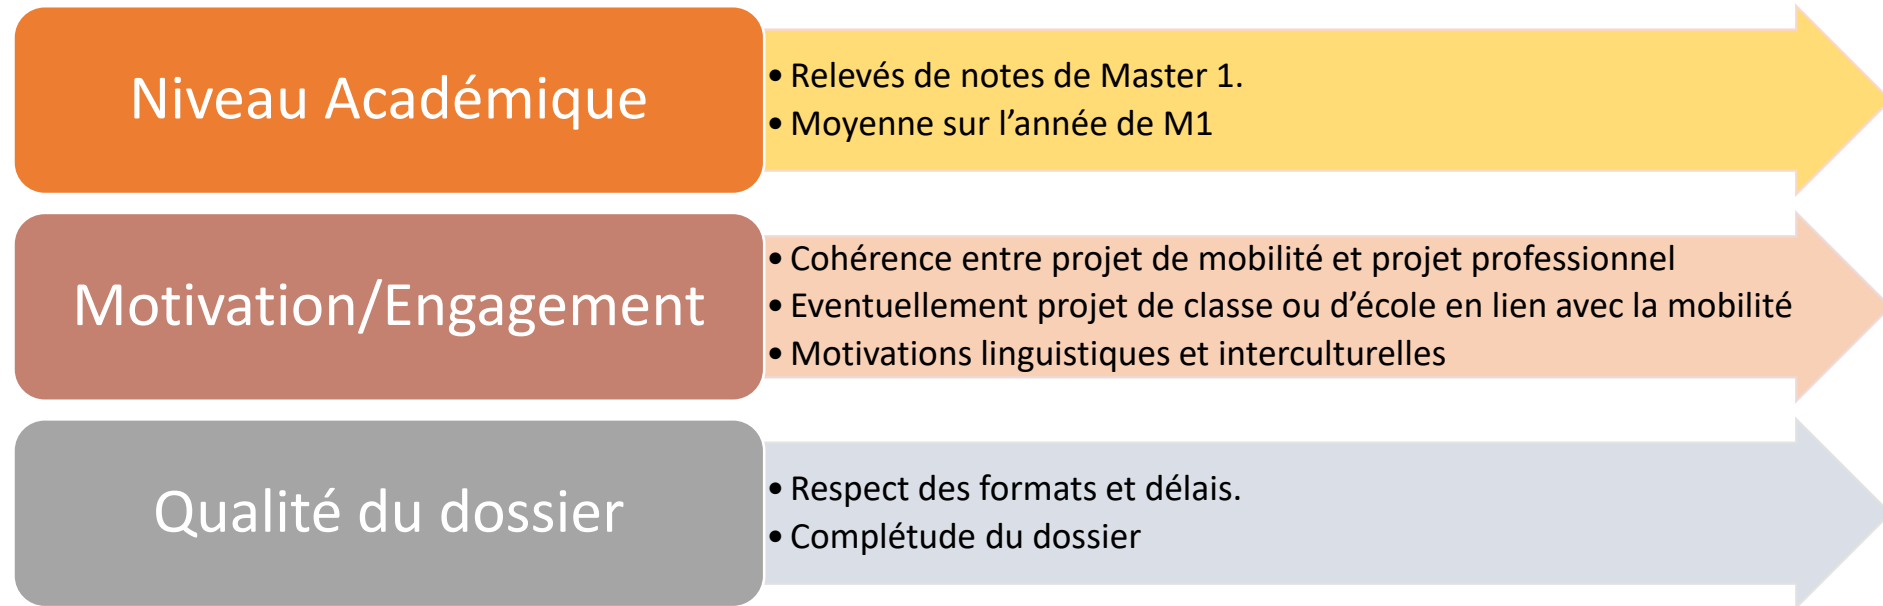 Niveau Académique
• Relevés de notes de Master 1.
• Moyenne sur l’année de M1
Motivation/Engagement
• Cohérence entre projet de mobilité et projet professionnel
• Eventuellement projet de classe ou d’école en lien avec la mobilité
• Motivations linguistiques et interculturelles
Qualité du dossier
• Respect des formats et délais.
• Complétude du dossier